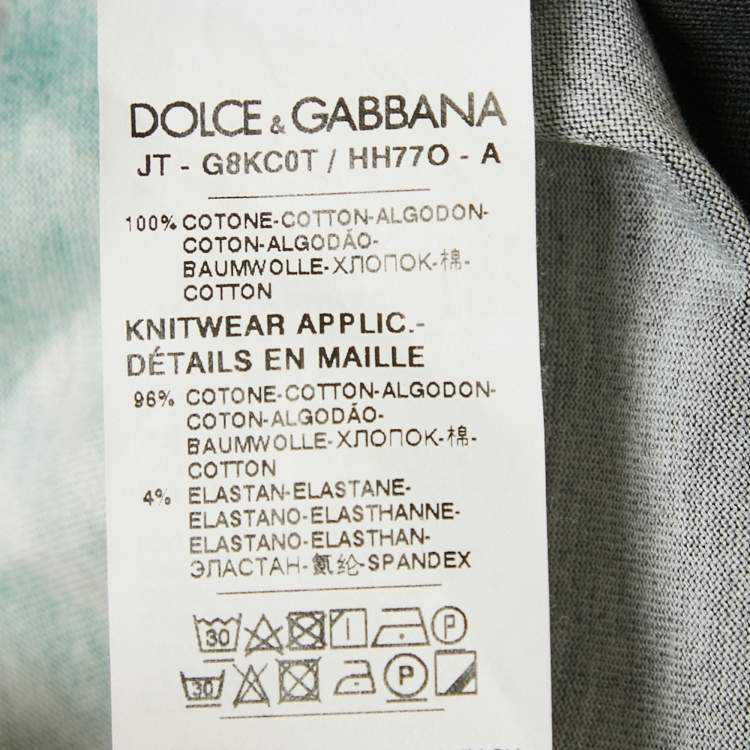 DOLCE & GABBANA
JT - G8KC0T / HH77O - A
100% COTONE-COTTON-ALGODON-
COTON-ALGODÃO-
BAUMWOLLE-ХЛОПОК-棉-
COTTON
KNITWEAR APPLIC.-
DÉTAILS EN MAILLE
96% COTONE-COTTON-ALGODON-
COTON-ALGODÃO-
BAUMWOLLE-ХЛОПОК-棉-
COTTON
4% ELASTAN-ELASTANE-
ELASTANO-ELASTHANNE-
ELASTANO-ELASTHAN-
ЭЛАСТАН-氨纶-SPANDEX
30 P
30 P